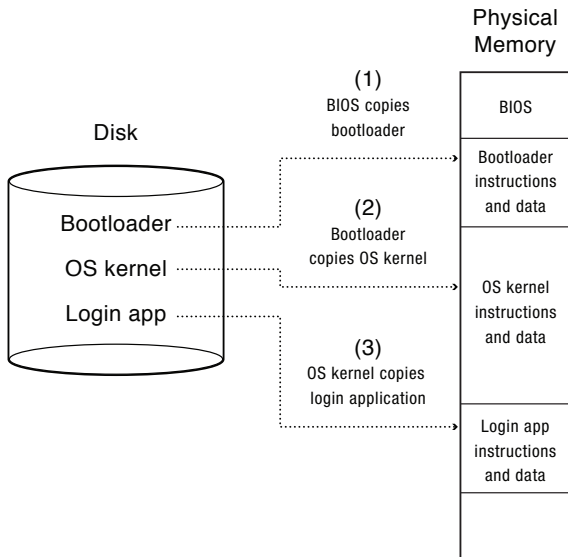 Physical
Memory
(1)
BIOS copies
bootloader
BIOS
Disk
Bootloader
instructions
and data
Bootloader
(2)
Bootloader
copies OS kernel
OS kernel
OS kernel
instructions
and data
Login app
(3)
OS kernel copies
login application
Login app
instructions
and data